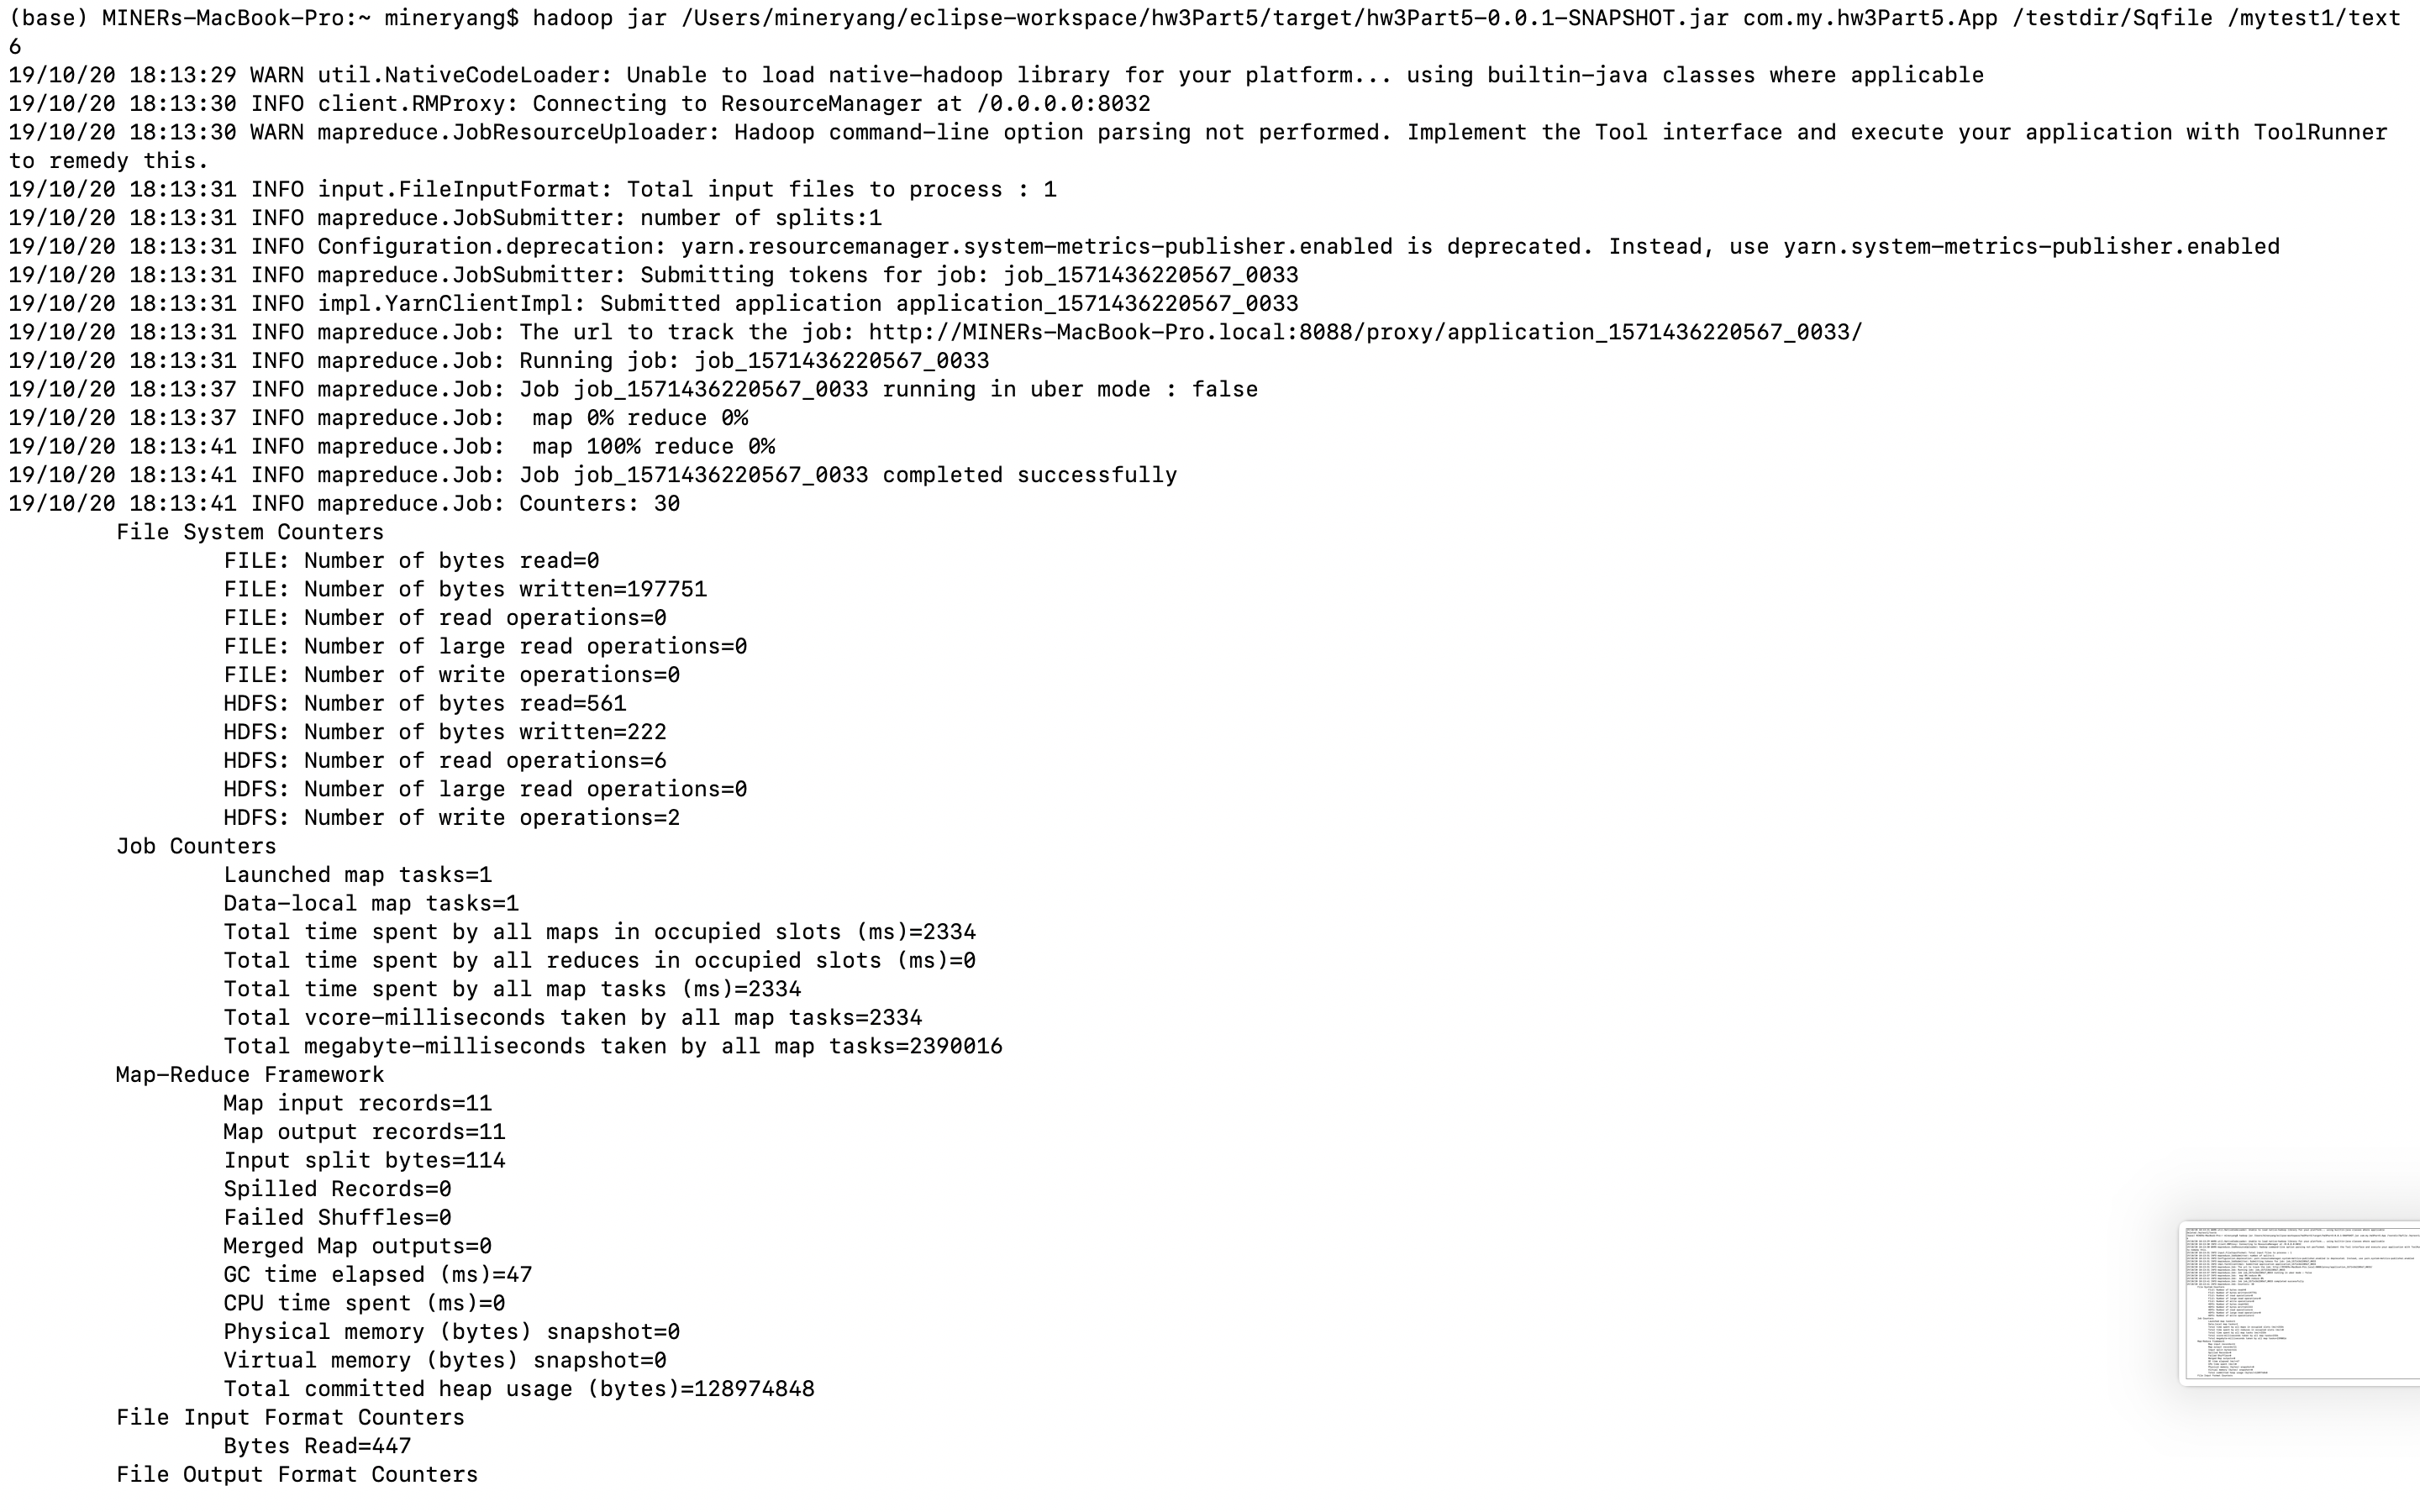 (base) MINERs-MacBook-Pro:~ mineryang$ hadoop jar /Users/mineryang/eclipse-workspace/hw3Part5/target/hw3Part5-0.0.1-SNAPSHOT.jar com.my.hw3Part5.App /testdir/Sqfile /mytest1/text
6
19/10/20 18:13:29 WARN util.NativeCodeLoader: Unable to load native-hadoop library for your platform... using builtin-java classes where applicable
19/10/20 18:13:30 INFO client.RMProxy: Connecting to ResourceManager at /0.0.0.0:8032
19/10/20 18:13:30 WARN mapreduce.JobResourceUploader: Hadoop command-line option parsing not performed. Implement the Tool interface and execute your application with ToolRunner
to remedy this.
19/10/20 18:13:31 INFO input.FileInputFormat: Total input files to process : 1
19/10/20 18:13:31 INFO mapreduce.JobSubmitter: number of splits:1
19/10/20 18:13:31 INFO Configuration.deprecation: yarn.resourcemanager.system-metrics-publisher.enabled is deprecated. Instead, use yarn.system-metrics-publisher.enabled
19/10/20 18:13:31 INFO mapreduce.JobSubmitter: Submitting tokens for job: job_1571436220567_0033
19/10/20 18:13:31 INFO impl.YarnClientImpl: Submitted application application_1571436220567_0033
19/10/20 18:13:31 INFO mapreduce.Job: The url to track the job: http://MINERs-MacBook-Pro.local:8088/proxy/application_1571436220567_0033/
19/10/20 18:13:31 INFO mapreduce.Job: Running job: job_1571436220567_0033
19/10/20 18:13:37 INFO mapreduce.Job: Job job_1571436220567_0033 running in uber mode : false
19/10/20 18:13:37 INFO mapreduce.Job:  map 0% reduce 0%
19/10/20 18:13:41 INFO mapreduce.Job:  map 100% reduce 0%
19/10/20 18:13:41 INFO mapreduce.Job: Job job_1571436220567_0033 completed successfully
19/10/20 18:13:41 INFO mapreduce.Job: Counters: 30
File System Counters
FILE: Number of bytes read=0
FILE: Number of bytes written=197751
FILE: Number of read operations=0
FILE: Number of large read operations=0
FILE: Number of write operations=0
HDFS: Number of bytes read=561
HDFS: Number of bytes written=222
HDFS: Number of read operations=6
HDFS: Number of large read operations=0
HDFS: Number of write operations=2
Job Counters
Launched map tasks=1
Data-local map tasks=1
Total time spent by all maps in occupied slots (ms)=2334
Total time spent by all reduces in occupied slots (ms)=0
Total time spent by all map tasks (ms)=2334
Total vcore-milliseconds taken by all map tasks=2334
Total megabyte-milliseconds taken by all map tasks=2390016
Map-Reduce Framework
Map input records=11
Map output records=11
Input split bytes=114
Spilled Records=0
Failed Shuffles=0
Merged Map outputs=0
GC time elapsed (ms)=47
CPU time spent (ms)=0
Physical memory (bytes) snapshot=0
Virtual memory (bytes) snapshot=0
Total committed heap usage (bytes)=128974848
File Input Format Counters
Bytes Read=447
File Output Format Counters